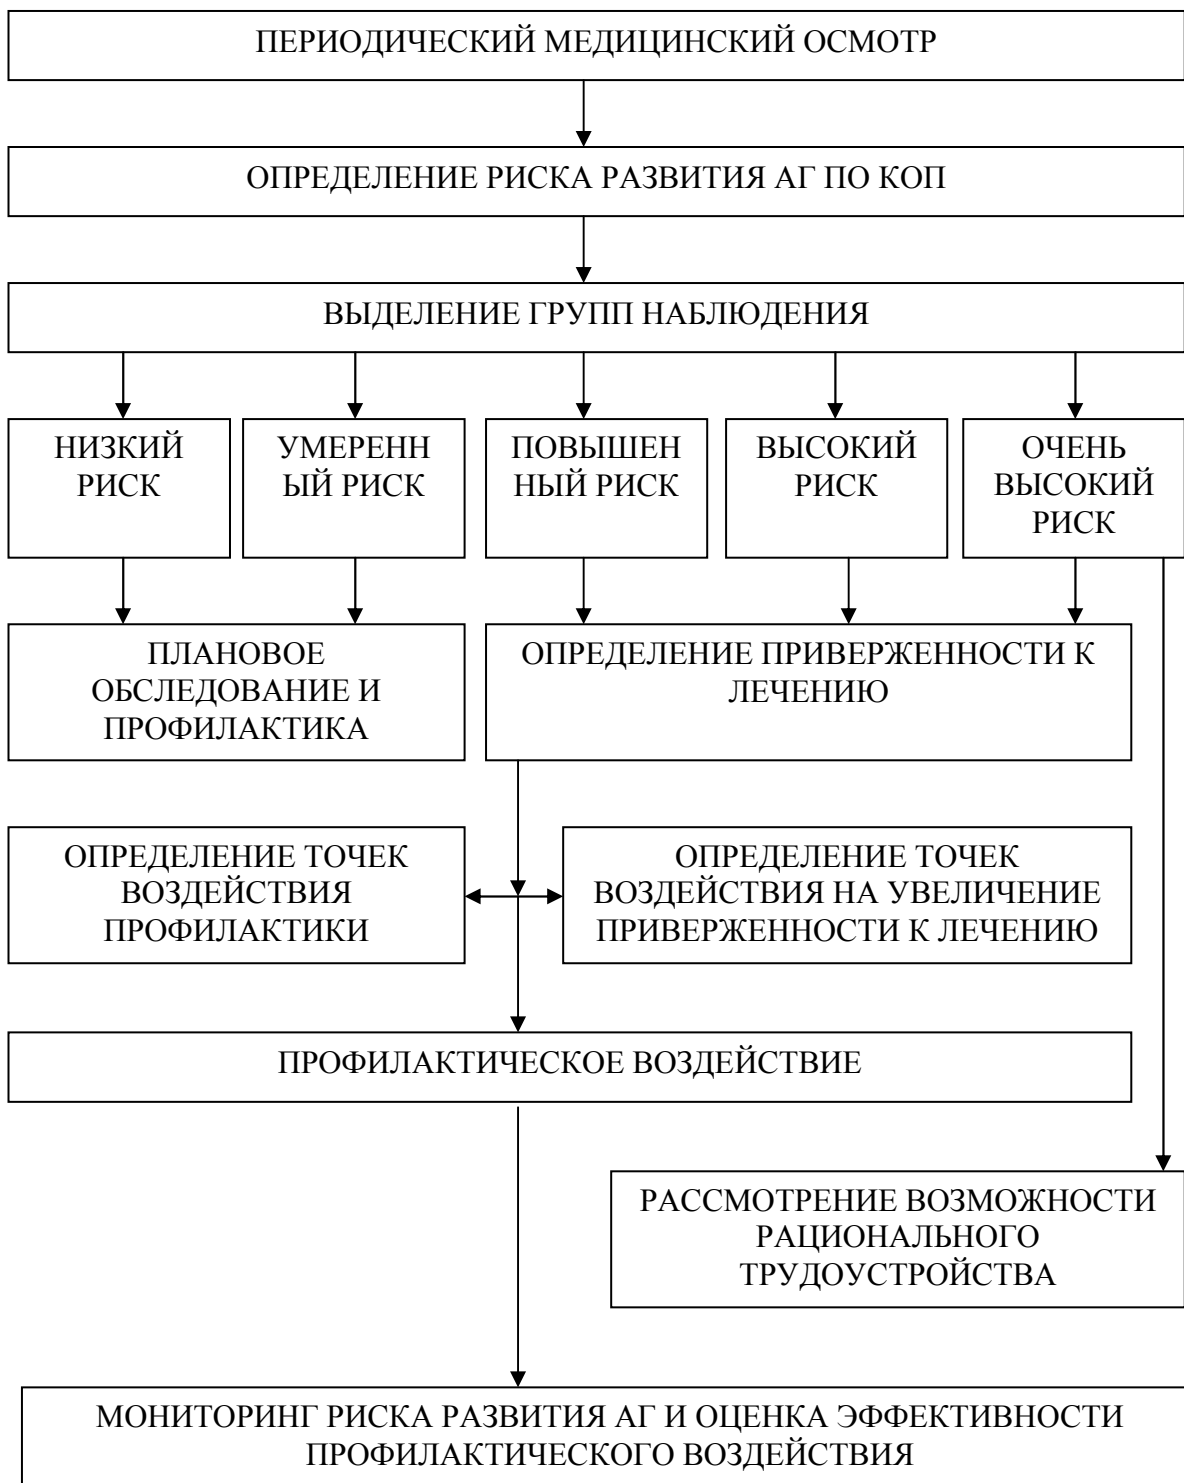 ПЕРИОДИЧЕСКИЙ МЕДИЦИНСКИЙ ОСМОТР
ОПРЕДЕЛЕНИЕ РИСКА РАЗВИТИЯ АГ ПО КОП
ВЫДЕЛЕНИЕ ГРУПП НАБЛЮДЕНИЯ
НИЗКИЙ
РИСК
УМЕРЕНН
ЫЙ РИСК
ПОВЫШЕН
НЫЙ РИСК
ВЫСОКИЙ
РИСК
ОЧЕНЬ
ВЫСОКИЙ
РИСК
ПЛАНОВОЕ
ОБСЛЕДОВАНИЕ И
ПРОФИЛАКТИКА
ОПРЕДЕЛЕНИЕ ПРИВЕРЖЕННОСТИ К
ЛЕЧЕНИЮ
ОПРЕДЕЛЕНИЕ ТОЧЕК
ВОЗДЕЙСТВИЯ
ПРОФИЛАКТИКИ
ОПРЕДЕЛЕНИЕ ТОЧЕК
ВОЗДЕЙСТВИЯ НА УВЕЛИЧЕНИЕ
ПРИВЕРЖЕННОСТИ К ЛЕЧЕНИЮ
ПРОФИЛАКТИЧЕСКОЕ ВОЗДЕЙСТВИЕ
РАССМОТРЕНИЕ ВОЗМОЖНОСТИ
РАЦИОНАЛЬНОГО
ТРУДОУСТРОЙСТВА
МОНИТОРИНГ РИСКА РАЗВИТИЯ АГ И ОЦЕНКА ЭФФЕКТИВНОСТИ
ПРОФИЛАКТИЧЕСКОГО ВОЗДЕЙСТВИЯ